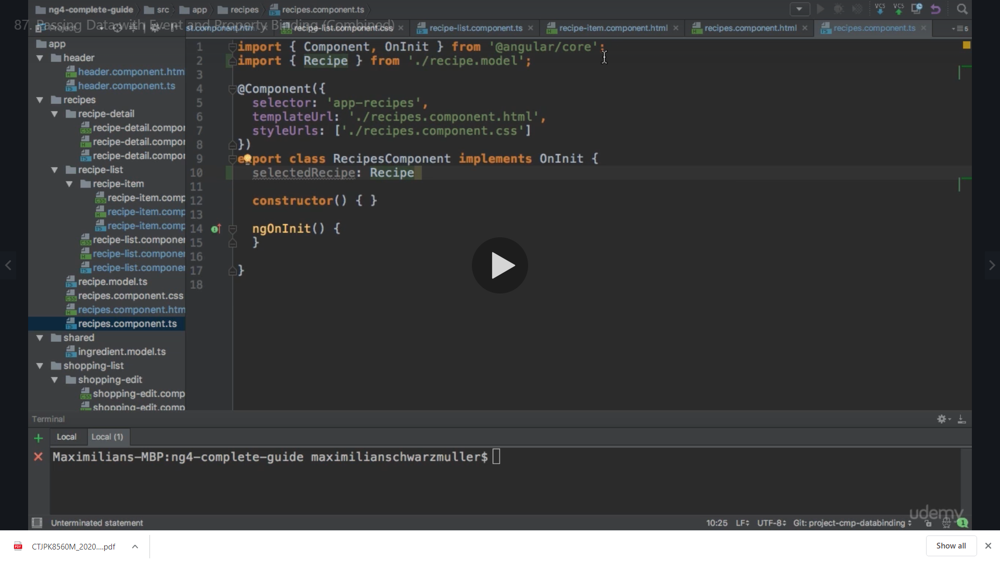 ng4-complete-guide src app recipes recipes.component.ts
87. Passing Data with Event and Property Binding (Combined)
recipe-list.component.css recipe-list.component.ts recipe-item.component.html recipes.component.html recipes.component.ts 5
app
header
header.component.htm
header.component.ts
recipes
recipe-detail
recipe-detail.compor
recipe-detail.compor
recipe-detail.compor
recipe-list
recipe-item
recipe-item.comp
recipe-item.comp
recipe-item.comp
recipe-list.componer
recipe-list.componer
recipe-list.componer
recipe.model.ts
recipes.component.css
recipes.component.htm
recipes.component.ts
shared
ingredient.model.ts
shopping-list
shopping-edit
shopping-edit.comp
shopping-edit.comp
1 import { Component, OnInit } from '@angular/core';
2 import { Recipe } from './recipe.model';
3
4 @Component({
5 selector: 'app-recipes',
6 templateUrl: './recipes.component.html',
7 styleUrls: ['./recipes.component.css']
8 })
9 export class RecipesComponent implements OnInit {
10 selectedRecipe: Recipe
11
12 constructor() { }
13
14 ngOnInit() {
15 }
16
17 }
18
Terminal
Local Local (1)
Maximilians-MBP:ng4-complete-guide maximilianschwarzmuller$
udemy
Unterminated statement 10:25 LF UTF-8 Git: project-cmp-databinding 1
CTJPK8560M_2020....pdf Show all